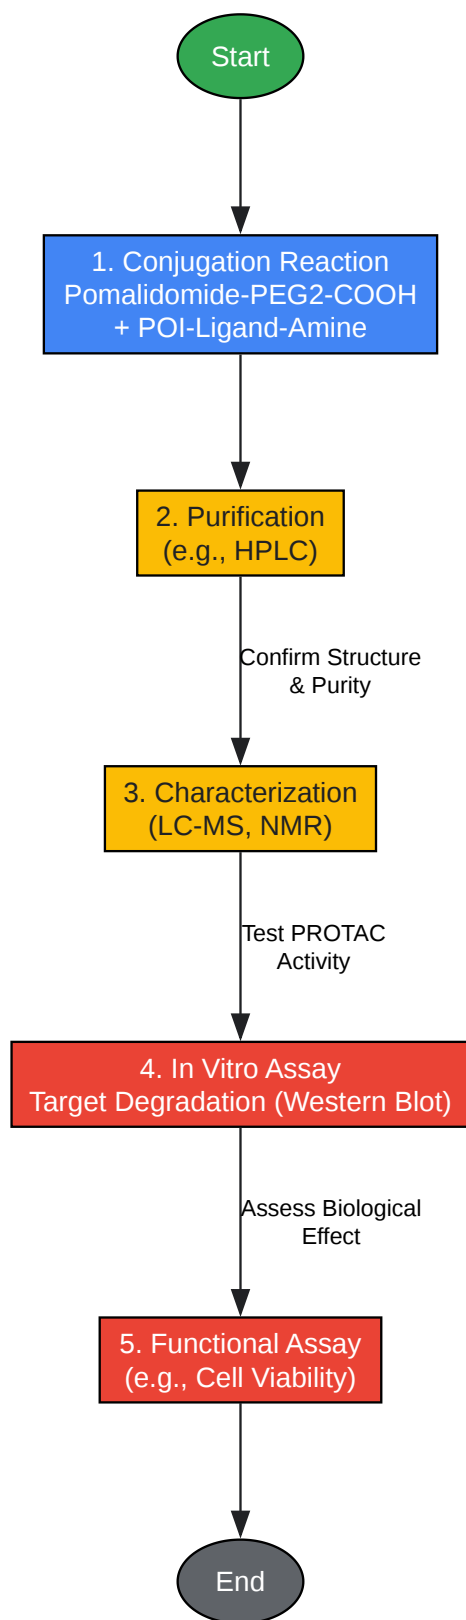 Start
1. Conjugation Reaction
Pomalidomide-PEG2-COOH
+ POI-Ligand-Amine
2. Purification
(e.g., HPLC)
Confirm Structure
& Purity
3. Characterization
(LC-MS, NMR)
Test PROTAC
Activity
4. In Vitro Assay
Target Degradation (Western Blot)
Assess Biological
Effect
5. Functional Assay
(e.g., Cell Viability)
End